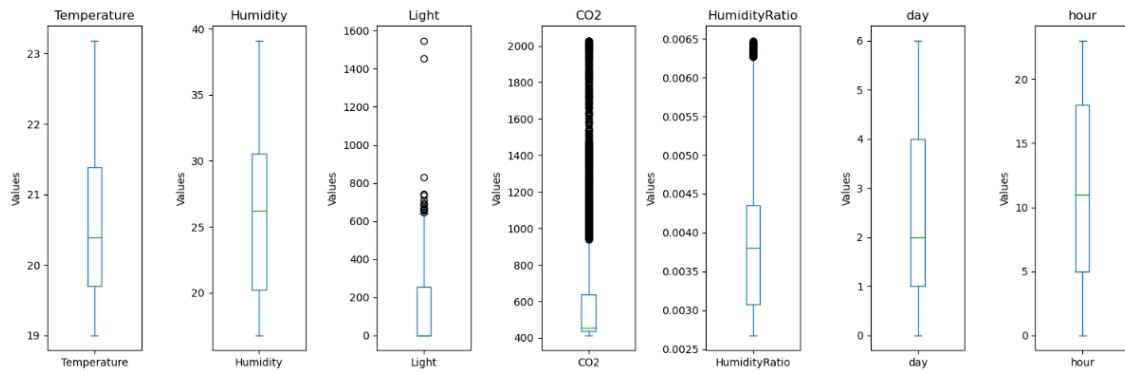 Temperature
Values
23
22
21
20
19
Temperature
Humidity
Values
40
35
30
25
20
Humidity
Light
Values
1600
1400
1200
1000
800
600
400
200
0
Light
CO2
Values
2000
1800
1600
1400
1200
1000
800
600
400
CO2
HumidityRatio
Values
0.0065
0.0060
0.0055
0.0050
0.0045
0.0040
0.0035
0.0030
0.0025
HumidityRatio
day
Values
6
5
4
3
2
1
0
day
hour
Values
20
15
10
5
0
hour